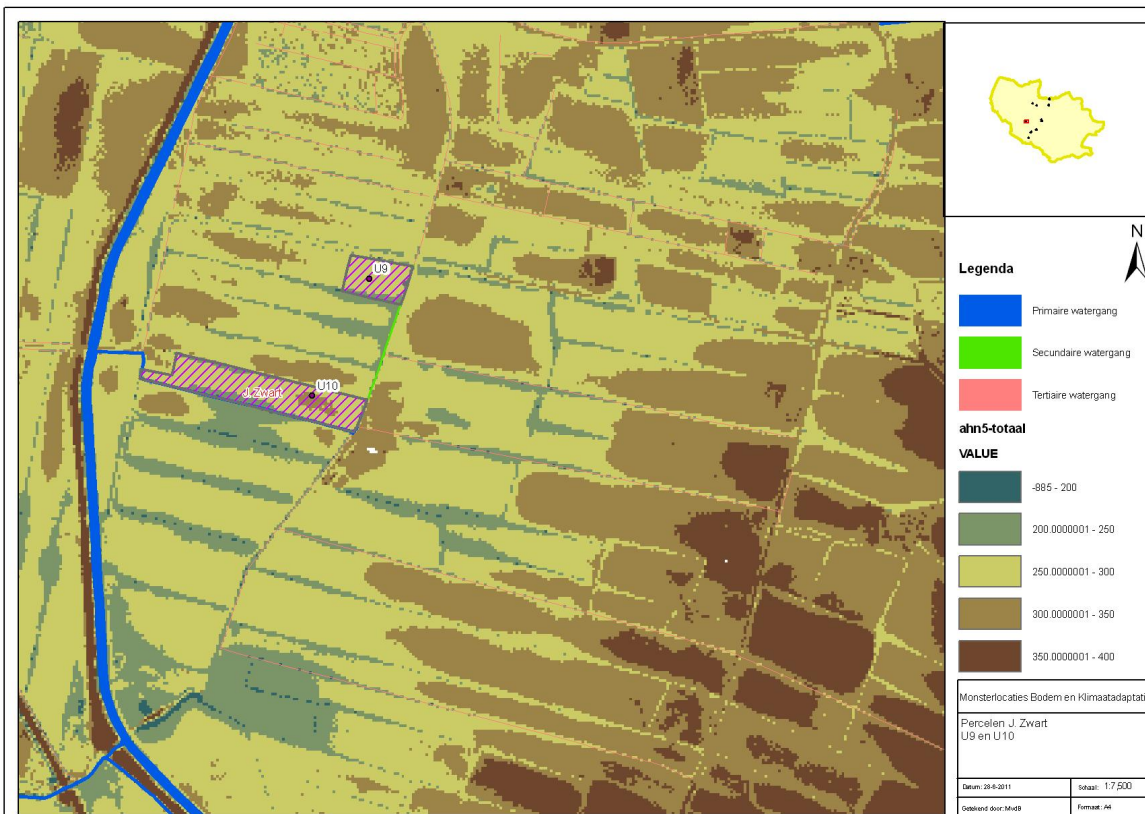 U9
U10
J. Zwart
N
Legenda
Primaire watergang
Secundaire watergang
Tertiaire watergang
ahn5-totaal
VALUE
-885 - 200
200.0000001 - 250
250.0000001 - 300
300.0000001 - 350
350.0000001 - 400
Monsterlocaties Bodem en Klimaatadaptati
Percelen J. Zwart
U9 en U10
Datum: 28-6-2011
Schaal: 1:7,500
Getekend door: MvdB
Formaat: A4